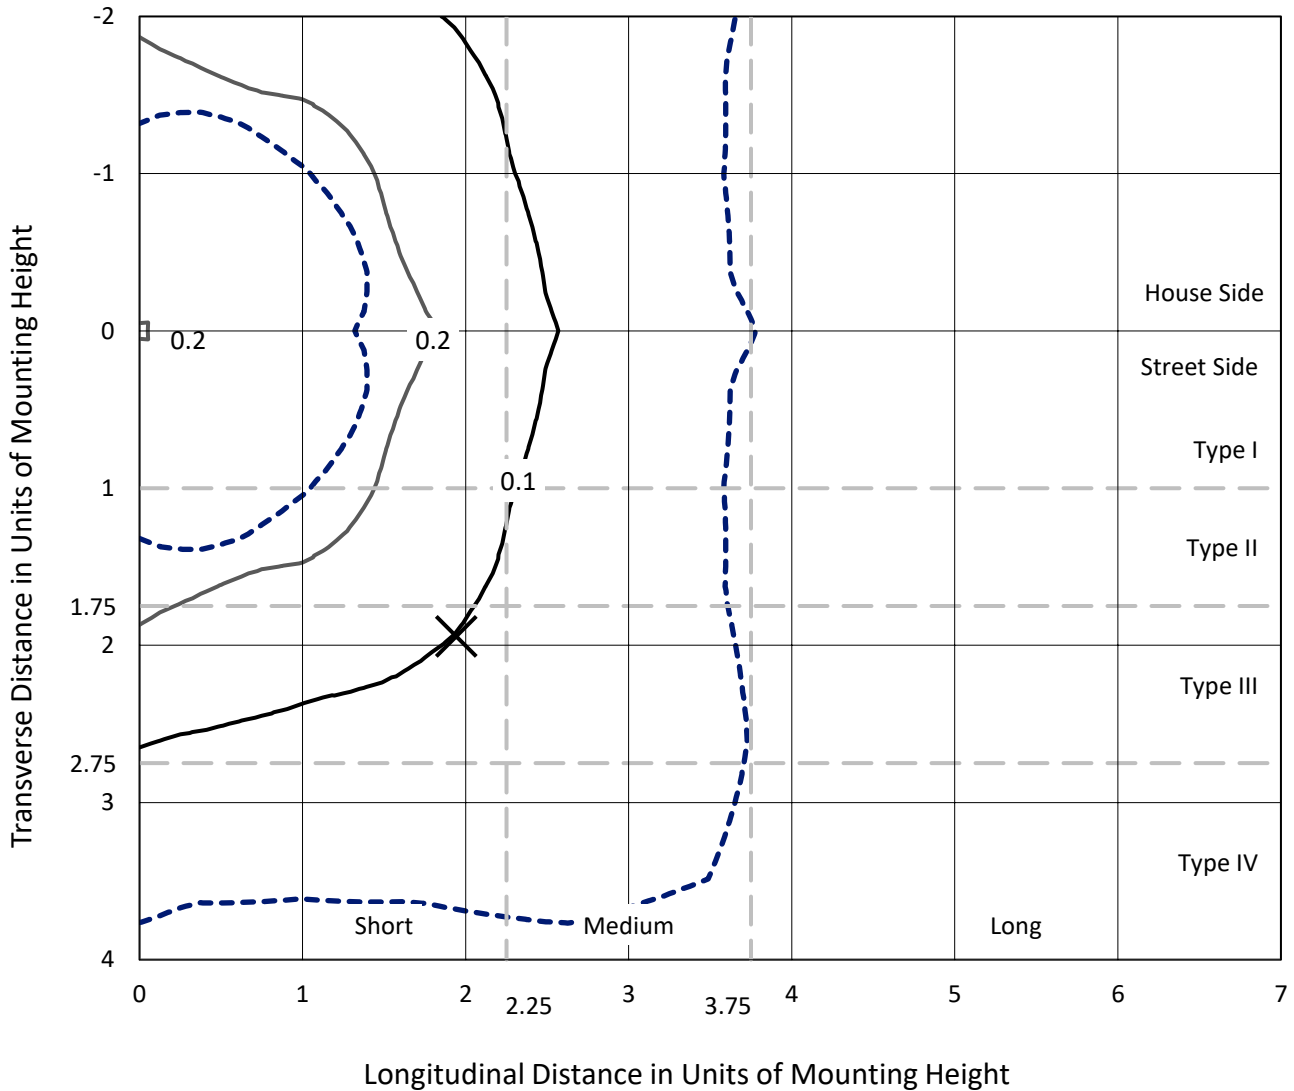 -2
-1
House Side
0
0.2
0.2
Street Side
Type I
0.1
1
Type II
1.75
2
Type III
2.75
3
Type IV
Short
Medium
Long
4
0
1
2
2.25
3
3.75
4
5
6
7
Transverse Distance in Units of Mounting Height
Longitudinal Distance in Units of Mounting Height